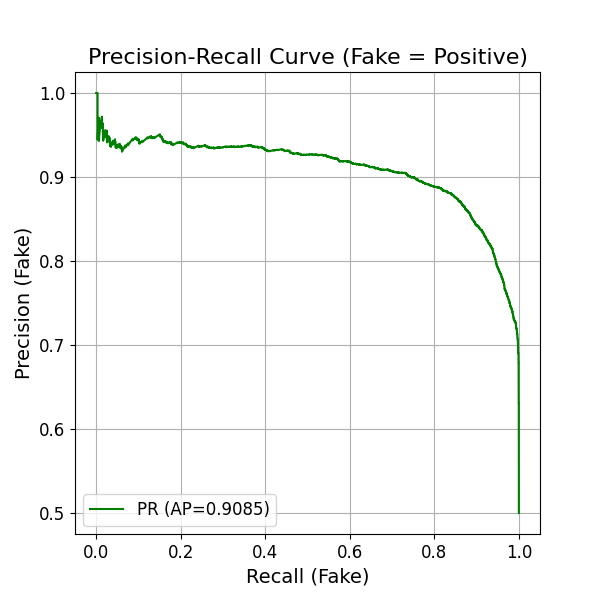 Precision-Recall Curve (Fake = Positive)
1.0
0.9
0.8
0.7
0.6
0.5
Precision (Fake)
PR (AP=0.9085)
0.0 0.2 0.4 0.6 0.8 1.0
Recall (Fake)